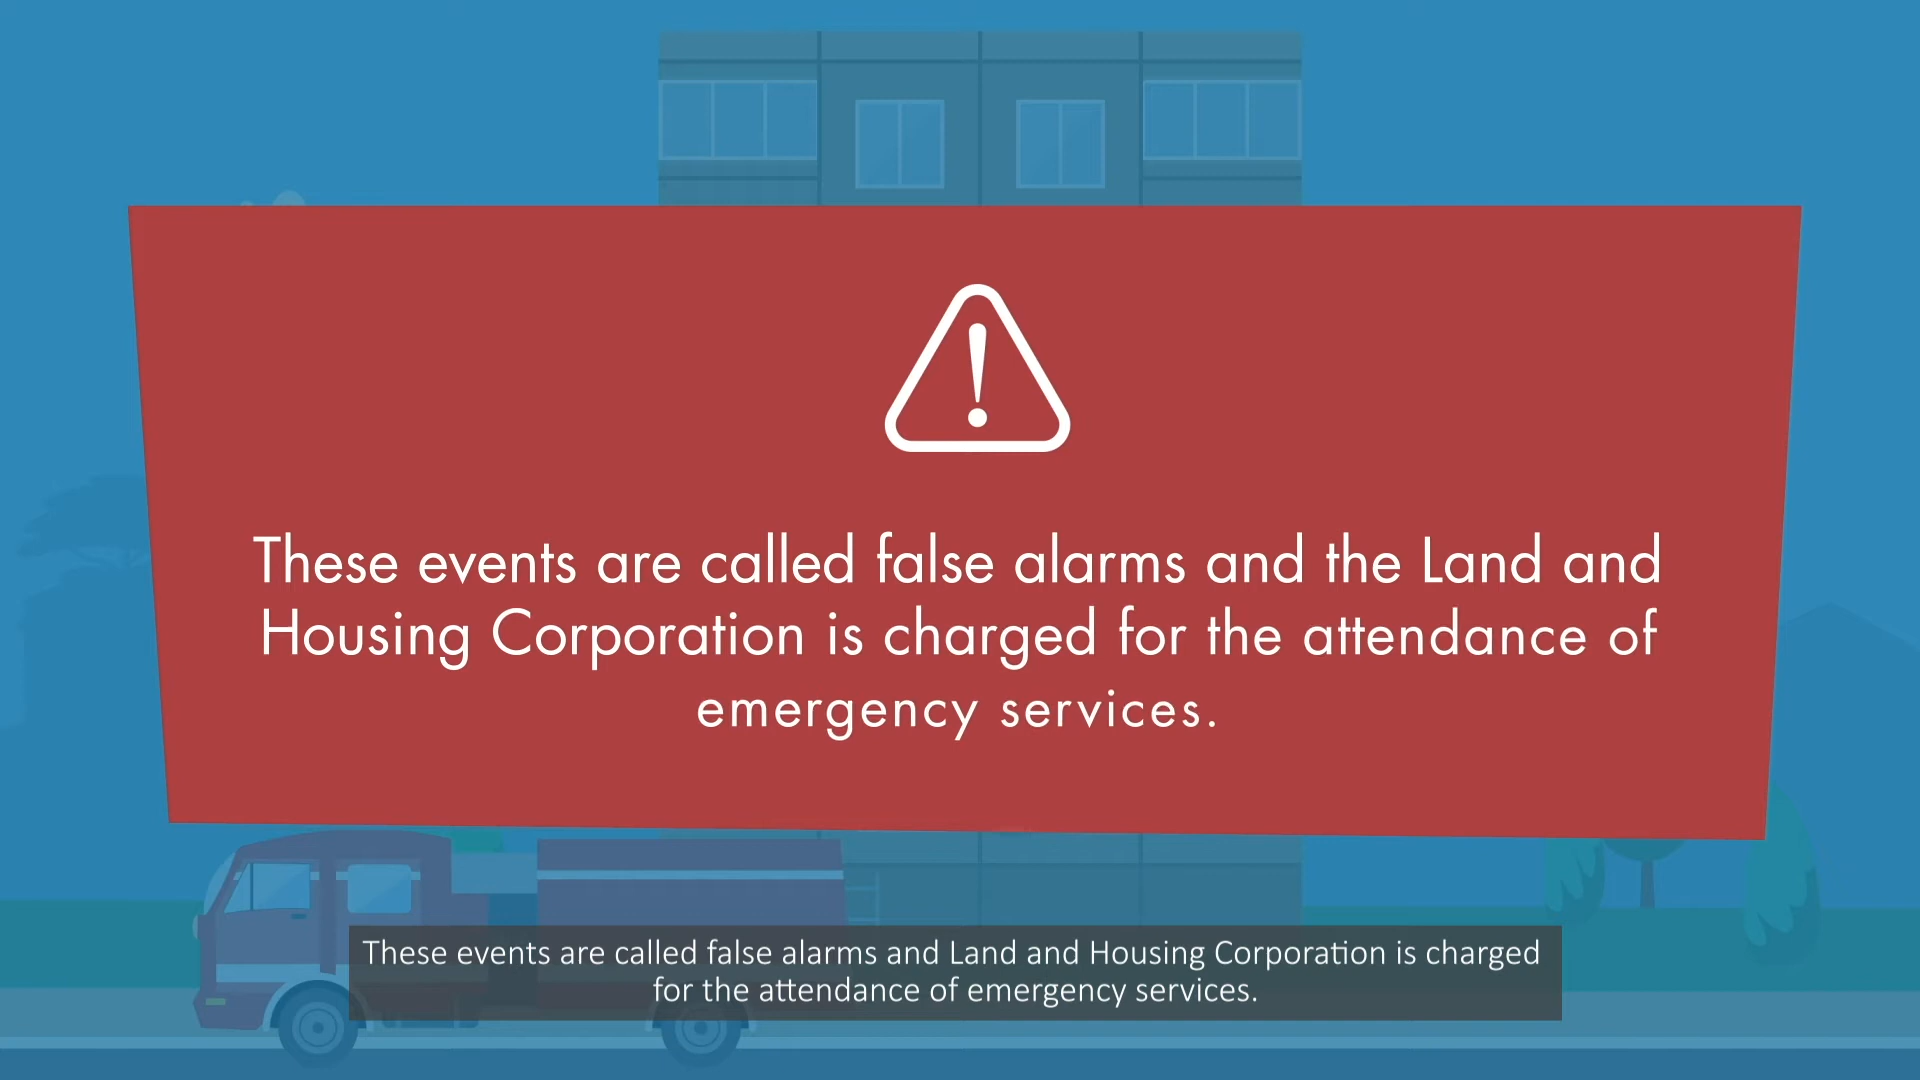 These events are called false alarms and the Land and
Housing Corporation is charged for the attendance of
emergency services.
These events are called false alarms and Land and Housing Corporation is charged
for the attendance of emergency services.